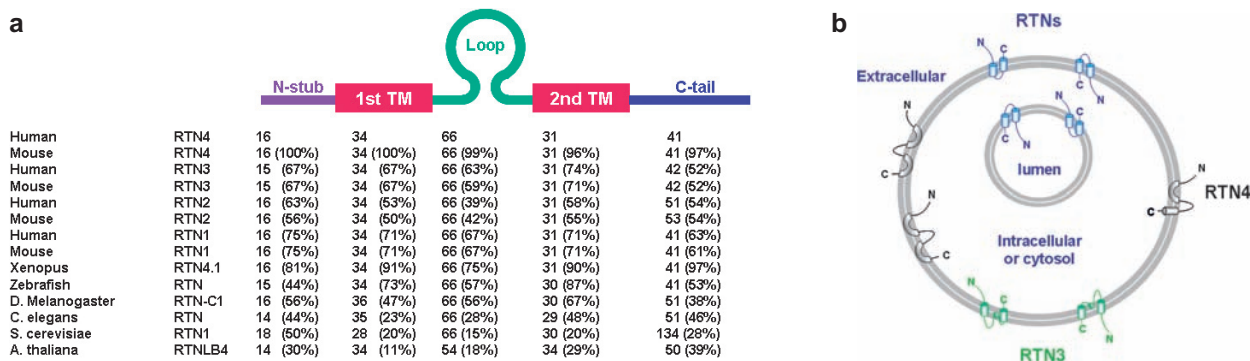 a
Loop
N-stub 1st TM 2nd TM C-tail
Human RTN4 16 34 66 31 41
Mouse RTN4 16 (100%) 34 (100%) 66 (99%) 31 (96%) 41 (97%)
Human RTN3 15 (67%) 34 (67%) 66 (63%) 31 (74%) 42 (52%)
Mouse RTN3 15 (67%) 34 (67%) 66 (59%) 31 (71%) 42 (52%)
Human RTN2 16 (63%) 34 (53%) 66 (39%) 31 (58%) 51 (54%)
Mouse RTN2 16 (56%) 34 (50%) 66 (42%) 31 (55%) 53 (54%)
Human RTN1 16 (75%) 34 (71%) 66 (67%) 31 (71%) 41 (63%)
Mouse RTN1 16 (75%) 34 (71%) 66 (67%) 31 (71%) 41 (61%)
Xenopus RTN4.1 16 (81%) 34 (91%) 66 (75%) 31 (90%) 41 (97%)
Zebrafish RTN 15 (44%) 34 (73%) 66 (57%) 30 (87%) 41 (53%)
D. Melanogaster RTN-C1 16 (56%) 36 (47%) 66 (56%) 30 (67%) 51 (38%)
C. elegans RTN 14 (44%) 35 (23%) 66 (28%) 29 (48%) 51 (46%)
S. cerevisiae RTN1 18 (50%) 28 (20%) 66 (15%) 30 (20%) 134 (28%)
A. thaliana RTNLB4 14 (30%) 34 (11%) 54 (18%) 34 (29%) 50 (39%)
b
RTNs
N C
C N
Extracellular
N
C
C N
C
lumen
N
C
N
RTN4
C
N
C
Intracellular
or cytosol
N C
C N
RTN3